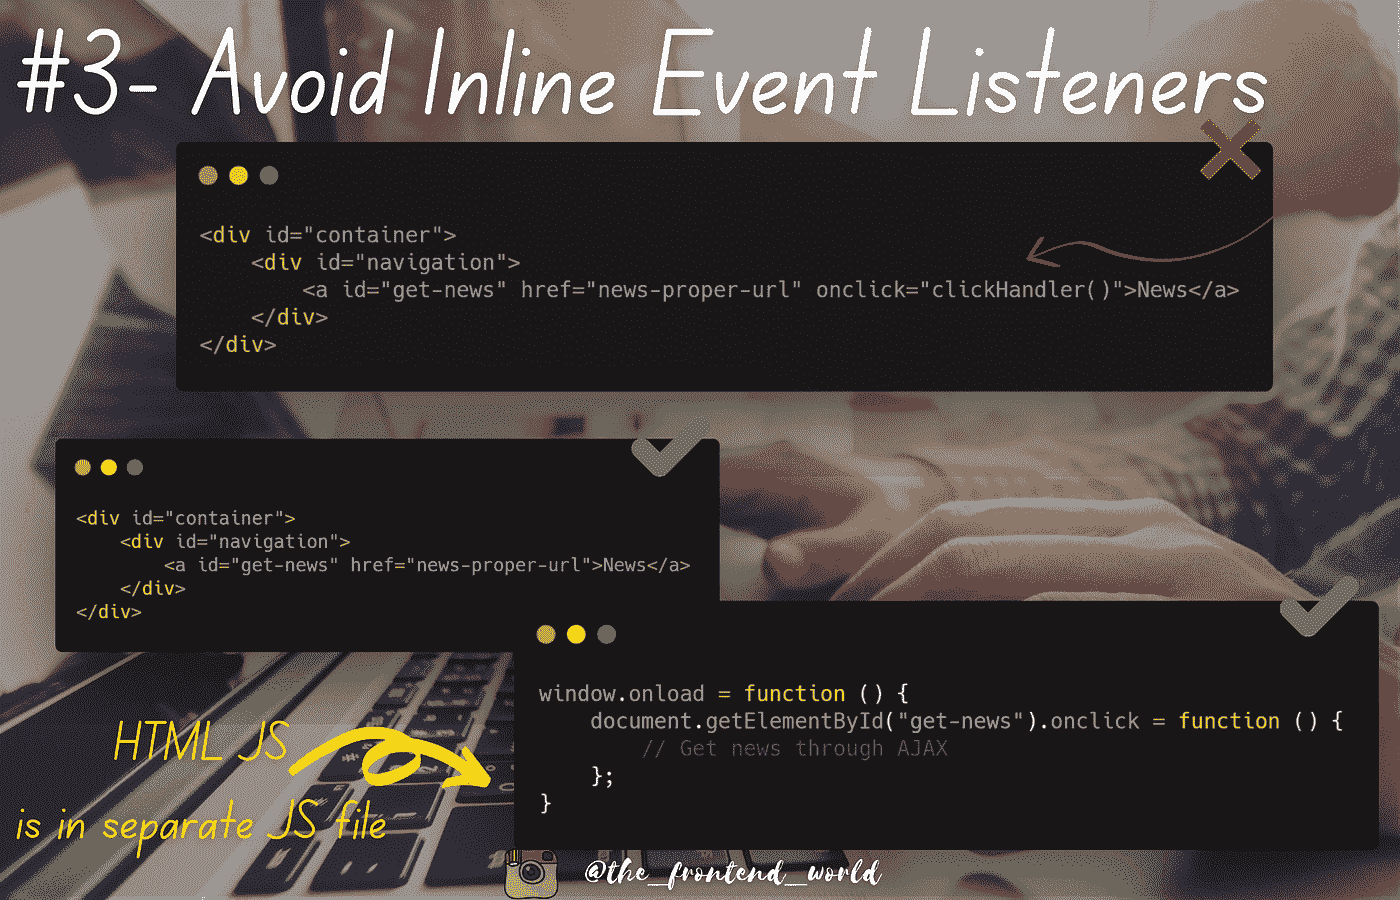 #3- Avoid Inline Event Listeners
<div id="container">
    <div id="navigation">
        <a id="get-news" href="news-proper-url" onclick="clickHandler()">News</a>
    </div>
</div>
<div id="container">
    <div id="navigation">
        <a id="get-news" href="news-proper-url">News</a>
    </div>
</div>
window.onload = function () {
    document.getElementById("get-news").onclick = function () {
        // Get news through AJAX
    };
}
HTML JS
is in separate JS file
@the_frontend_world